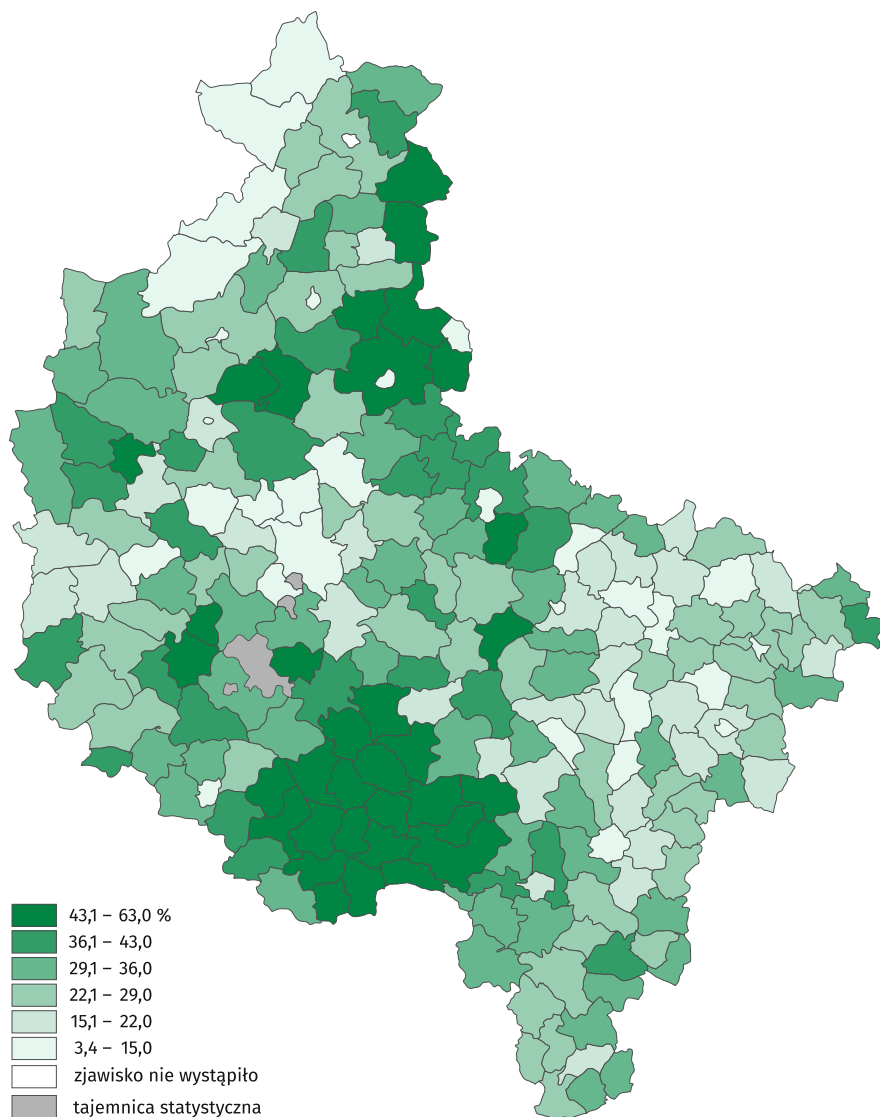 43,1 – 63,0 %
36,1 – 43,0
29,1 – 36,0
22,1 – 29,0
15,1 – 22,0
3,4 – 15,0
zjawisko nie wystąpiło
tajemnica statystyczna